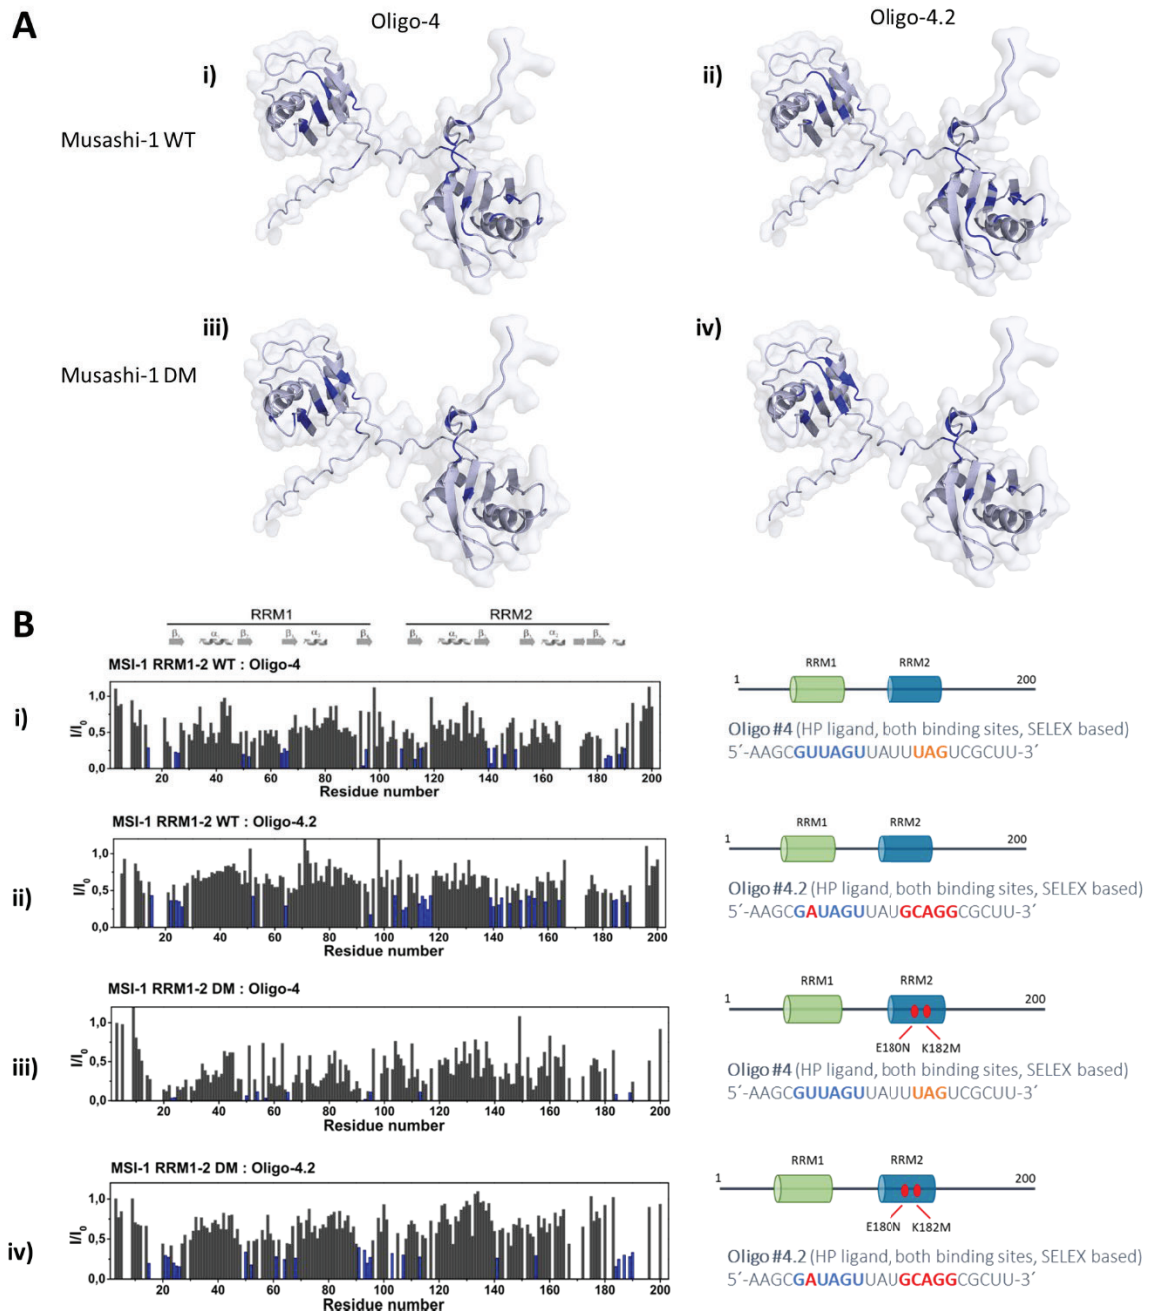 A
Oligo-4
Oligo-4.2
i)
ii)
Musashi-1 WT
iii)
iv)
Musashi-1 DM
B
RRM1
RRM2
β₁ α₁ β₂ β₃ α₂ β₄ β₁ α₁ β₂ β₃ α₂ β₄
MSI-1 RRM1-2 WT : Oligo-4
i)
I/I₀
1,0
0,5
0,0
20 40 60 80 100 120 140 160 180 200
Residue number
RRM1
RRM2
1
200
Oligo #4 (HP ligand, both binding sites, SELEX based)
5´-AAGCGUUAGUUAUUUAGUCGCUU-3´
MSI-1 RRM1-2 WT : Oligo-4.2
ii)
I/I₀
1,0
0,5
0,0
20 40 60 80 100 120 140 160 180 200
Residue number
RRM1
RRM2
1
200
Oligo #4.2 (HP ligand, both binding sites, SELEX based)
5´-AAGCGAUAGUUAUGCAGGCGCUU-3´
MSI-1 RRM1-2 DM : Oligo-4
iii)
I/I₀
1,0
0,5
0,0
20 40 60 80 100 120 140 160 180 200
Residue number
RRM1
RRM2
1
200
E180N
K182M
Oligo #4 (HP ligand, both binding sites, SELEX based)
5´-AAGCGUUAGUUAUUUAGUCGCUU-3´
MSI-1 RRM1-2 DM : Oligo-4.2
iv)
I/I₀
1,0
0,5
0,0
20 40 60 80 100 120 140 160 180 200
Residue number
RRM1
RRM2
1
200
E180N
K182M
Oligo #4.2 (HP ligand, both binding sites, SELEX based)
5´-AAGCGAUAGUUAUGCAGGCGCUU-3´